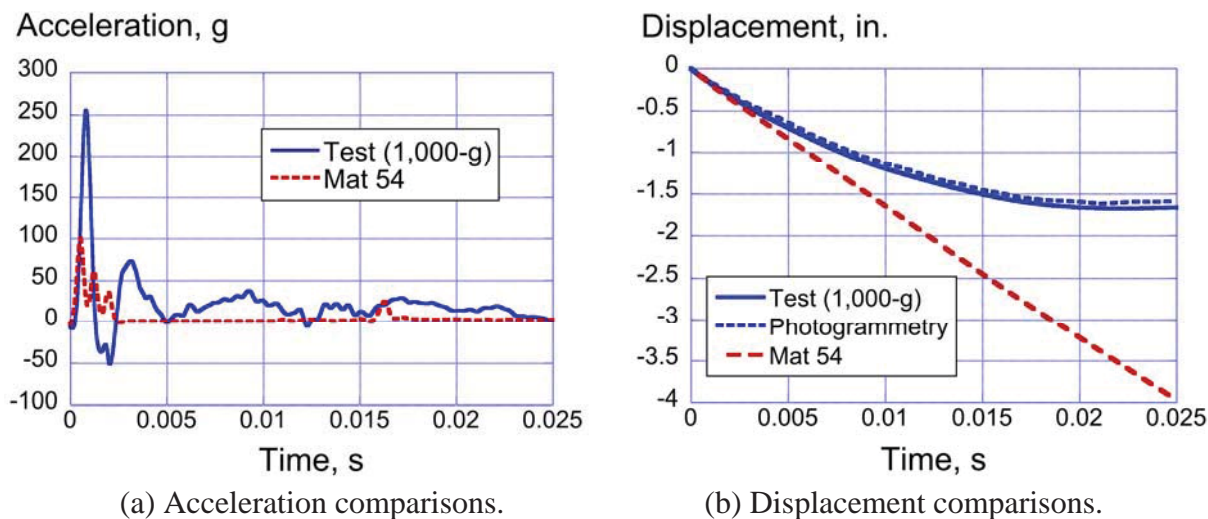 Acceleration, g
300
250
200
150
100
50
0
-50
-100
0 0.005 0.01 0.015 0.02 0.025
Time, s
Test (1,000-g)
Mat 54
(a) Acceleration comparisons.
Displacement, in.
0
-0.5
-1
-1.5
-2
-2.5
-3
-3.5
-4
0 0.005 0.01 0.015 0.02 0.025
Time, s
Test (1,000-g)
Photogrammetry
Mat 54
(b) Displacement comparisons.